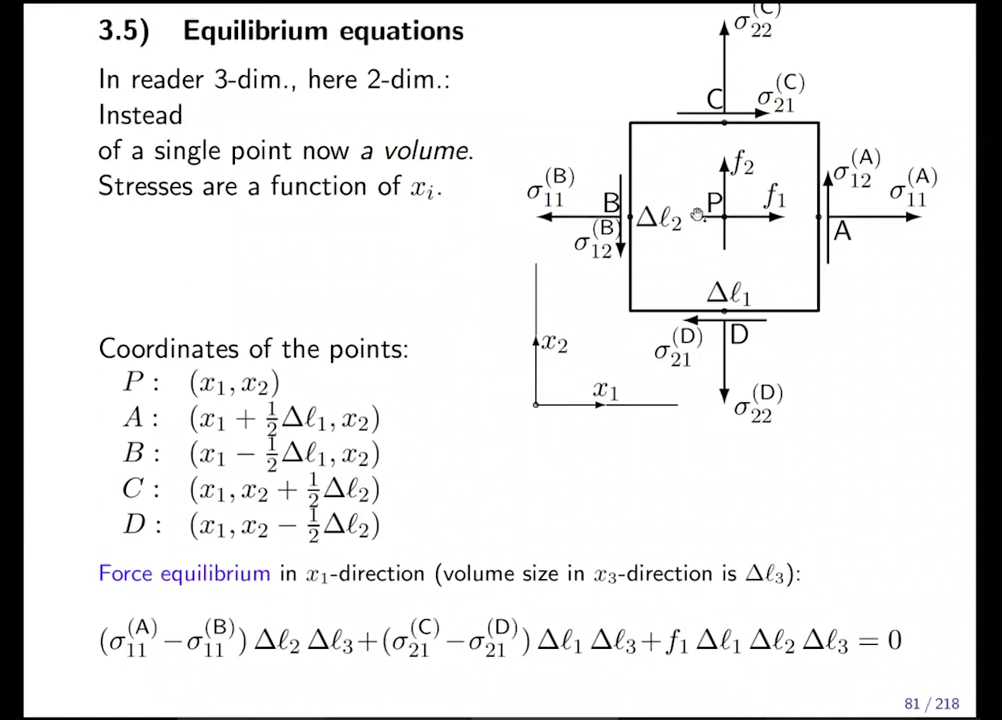 3.5) Equilibrium equations
In reader 3-dim., here 2-dim.:
Instead
of a single point now a volume.
Stresses are a function of xᵢ.
σ₂₂^(C)
C σ₂₁^(C)
σ₁₁^(B) B σ₁₂^(B) Δℓ₂ P f₂ f₁ σ₁₂^(A) σ₁₁^(A) A
Δℓ₁
σ₂₁^(D) D
σ₂₂^(D)
x₂
x₁
Coordinates of the points:
P : (x₁, x₂)
A : (x₁ + ½Δℓ₁, x₂)
B : (x₁ − ½Δℓ₁, x₂)
C : (x₁, x₂ + ½Δℓ₂)
D : (x₁, x₂ − ½Δℓ₂)
Force equilibrium in x₁-direction (volume size in x₃-direction is Δℓ₃):
(σ₁₁^(A) − σ₁₁^(B)) Δℓ₂ Δℓ₃ + (σ₂₁^(C) − σ₂₁^(D)) Δℓ₁ Δℓ₃ + f₁ Δℓ₁ Δℓ₂ Δℓ₃ = 0
81 / 218